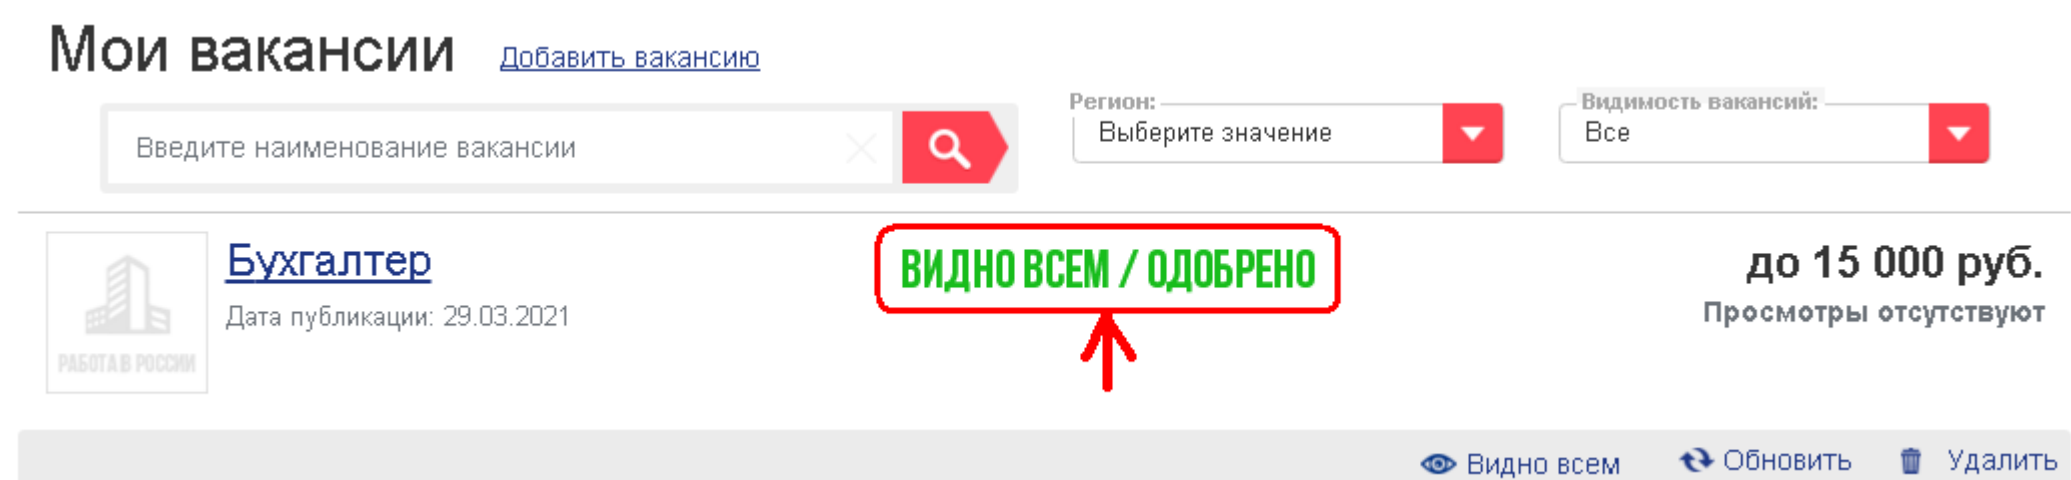 Мои вакансии Добавить вакансию
Регион: Видимость вакансий:
Введите наименование вакансии Выберите значение Все
Бухгалтер ВИДНО ВСЕМ / ОДОБРЕНО до 15 000 руб.
Дата публикации: 29.03.2021 Просмотры отсутствуют
РАБОТА В РОССИИ
Видно всем Обновить Удалить